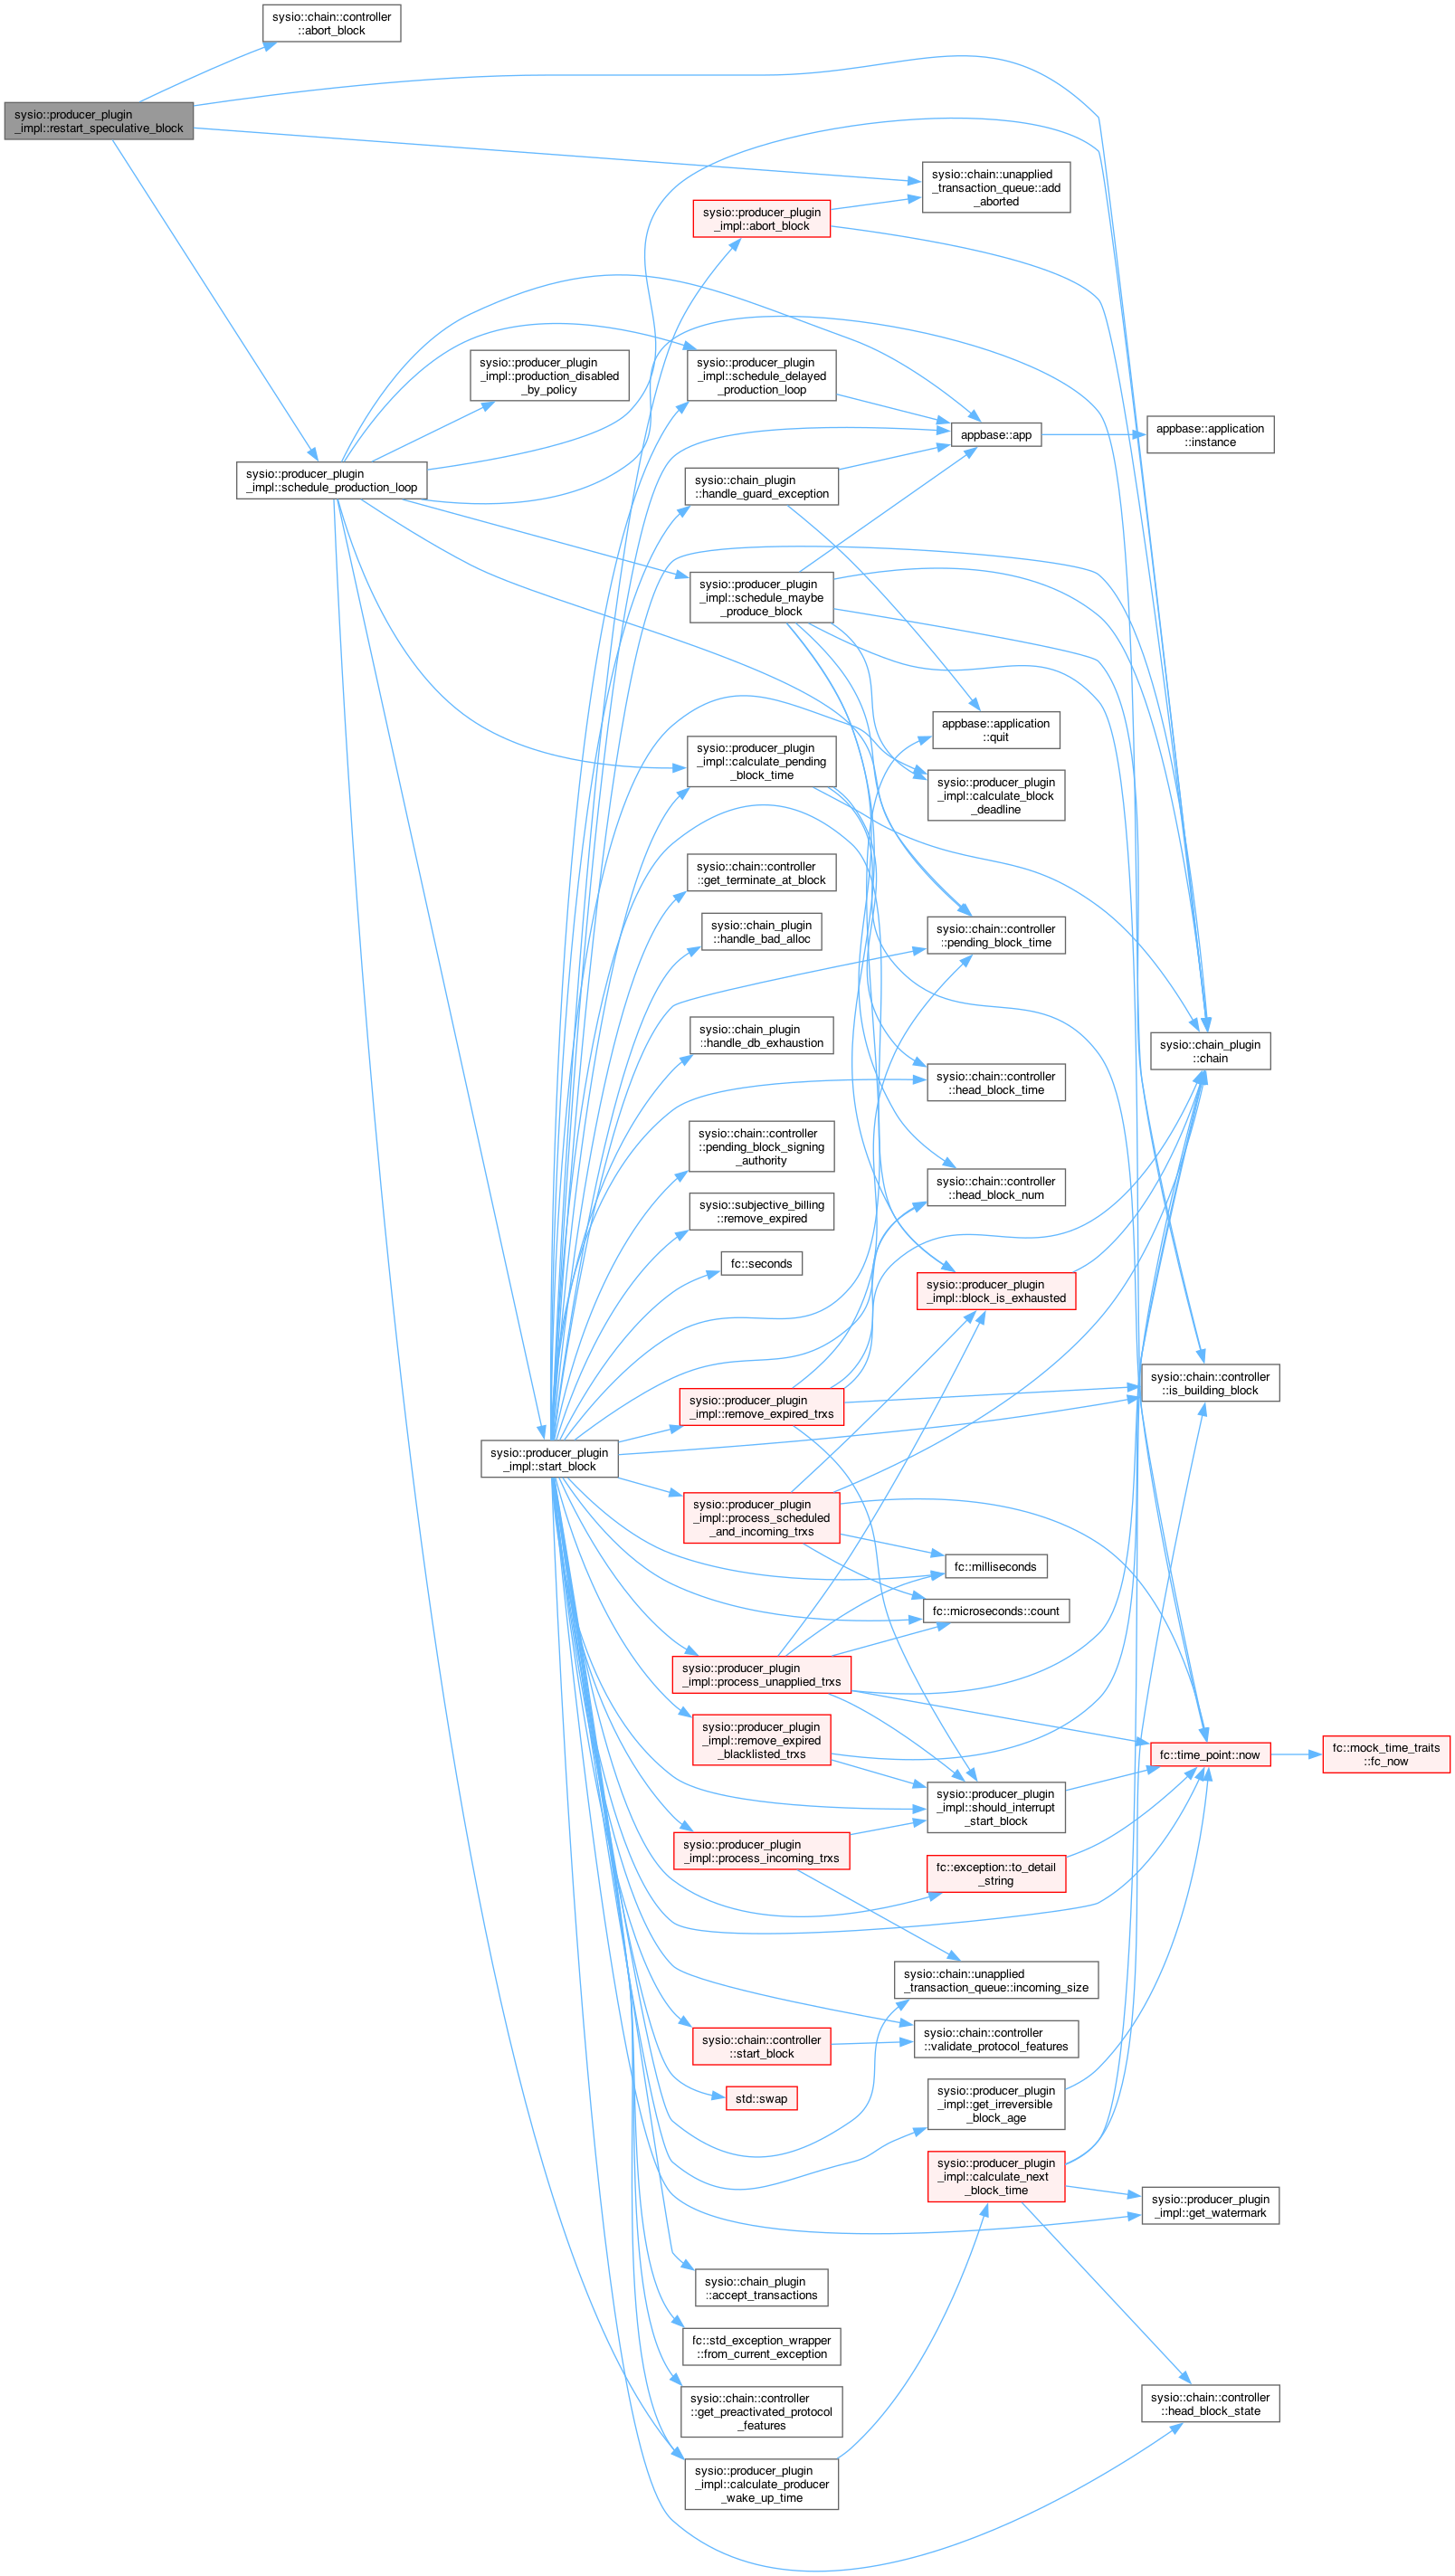 sysio::chain::controller
::abort_block
sysio::producer_plugin
_impl::restart_speculative_block
sysio::chain::unapplied
_transaction_queue::add
_aborted
sysio::producer_plugin
_impl::abort_block
sysio::producer_plugin
_impl::production_disabled
_by_policy
sysio::producer_plugin
_impl::schedule_delayed
_production_loop
appbase::app
appbase::application
::instance
sysio::producer_plugin
_impl::schedule_production_loop
sysio::chain_plugin
::handle_guard_exception
sysio::producer_plugin
_impl::schedule_maybe
_produce_block
appbase::application
::quit
sysio::producer_plugin
_impl::calculate_pending
_block_time
sysio::producer_plugin
_impl::calculate_block
_deadline
sysio::chain::controller
::get_terminate_at_block
sysio::chain_plugin
::handle_bad_alloc
sysio::chain::controller
::pending_block_time
sysio::chain_plugin
::handle_db_exhaustion
sysio::chain_plugin
::chain
sysio::chain::controller
::head_block_time
sysio::chain::controller
::pending_block_signing
_authority
sysio::chain::controller
::head_block_num
sysio::subjective_billing
::remove_expired
fc::seconds
sysio::producer_plugin
_impl::block_is_exhausted
sysio::chain::controller
::is_building_block
sysio::producer_plugin
_impl::remove_expired_trxs
sysio::producer_plugin
_impl::start_block
sysio::producer_plugin
_impl::process_scheduled
_and_incoming_trxs
fc::milliseconds
fc::microseconds::count
sysio::producer_plugin
_impl::process_unapplied_trxs
sysio::producer_plugin
_impl::remove_expired
_blacklisted_trxs
fc::time_point::now
fc::mock_time_traits
::fc_now
sysio::producer_plugin
_impl::should_interrupt
_start_block
sysio::producer_plugin
_impl::process_incoming_trxs
fc::exception::to_detail
_string
sysio::chain::unapplied
_transaction_queue::incoming_size
sysio::chain::controller
::start_block
sysio::chain::controller
::validate_protocol_features
std::swap
sysio::producer_plugin
_impl::get_irreversible
_block_age
sysio::producer_plugin
_impl::calculate_next
_block_time
sysio::producer_plugin
_impl::get_watermark
sysio::chain_plugin
::accept_transactions
fc::std_exception_wrapper
::from_current_exception
sysio::chain::controller
::get_preactivated_protocol
_features
sysio::chain::controller
::head_block_state
sysio::producer_plugin
_impl::calculate_producer
_wake_up_time